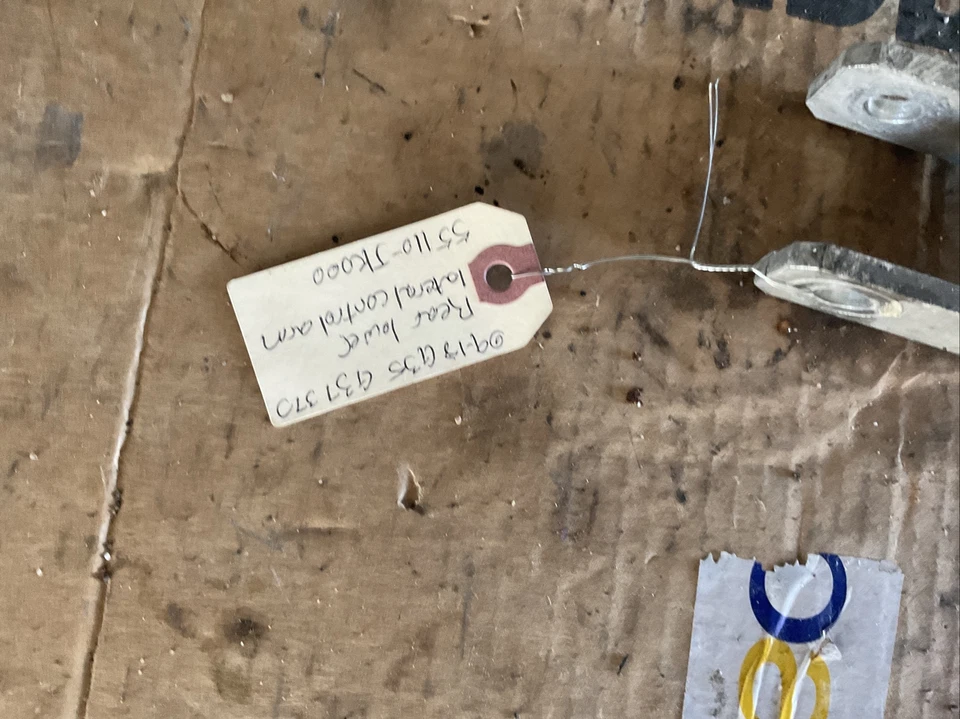 09-13 G35 G37 370
Rear lower
lateral control arm
55110-JK000